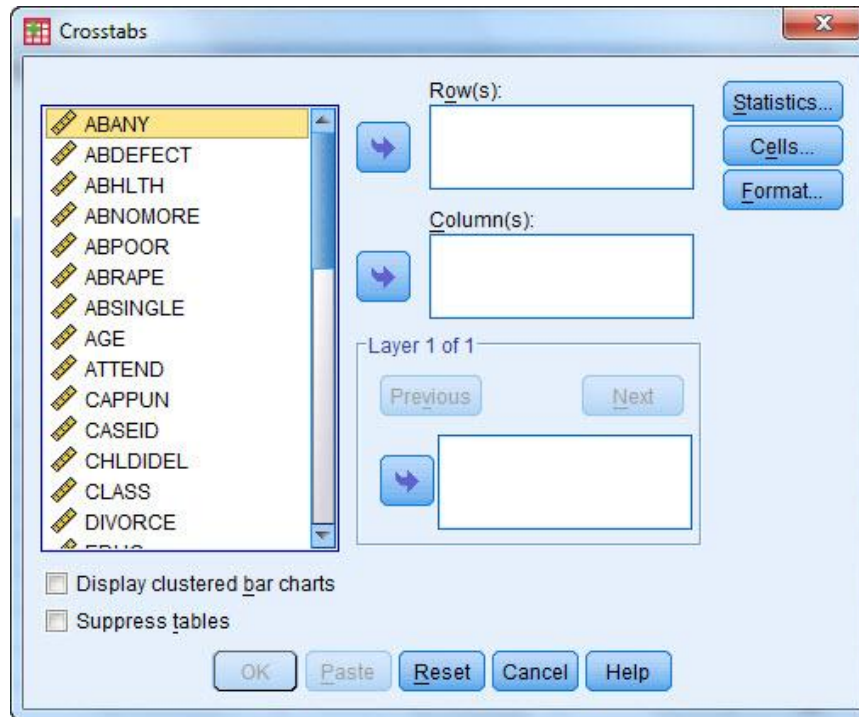 Crosstabs
ABANY
ABDEFECT
ABHLTH
ABNOMORE
ABPOOR
ABRAPE
ABSINGLE
AGE
ATTEND
CAPPUN
CASEID
CHLDIDEL
CLASS
DIVORCE
Row(s):
Column(s):
Layer 1 of 1
Previous
Next
Statistics...
Cells...
Format...
Display clustered bar charts
Suppress tables
OK
Paste
Reset
Cancel
Help